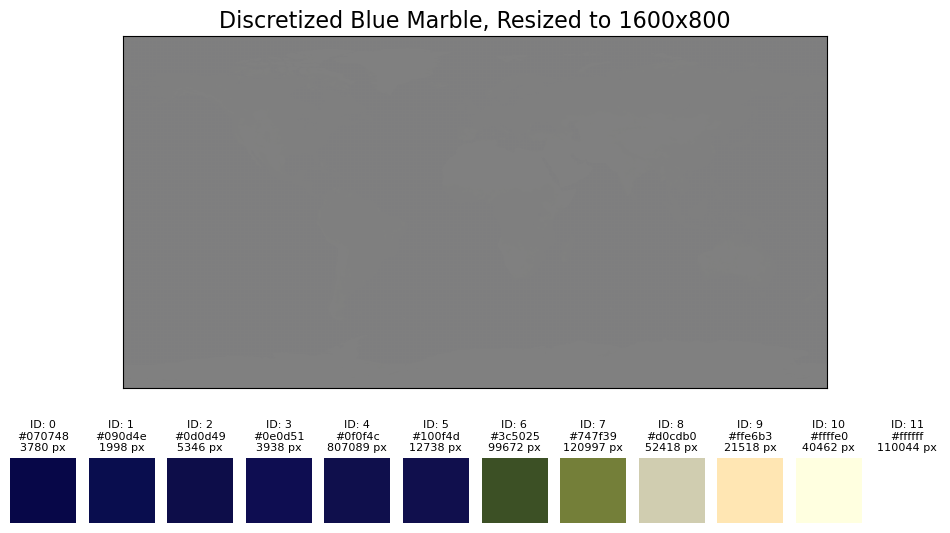 Discretized Blue Marble, Resized to 1600x800
ID: 0 ID: 1 ID: 2 ID: 3 ID: 4 ID: 5 ID: 6 ID: 7 ID: 8 ID: 9 ID: 10 ID: 11
#070748 #090d4e #0d0d49 #0e0d51 #0f0f4c #100f4d #3c5025 #747f39 #d0cdb0 #ffe6b3 #ffffe0 #ffffff
3780 px 1998 px 5346 px 3938 px 807089 px 12738 px 99672 px 120997 px 52418 px 21518 px 40462 px 110044 px